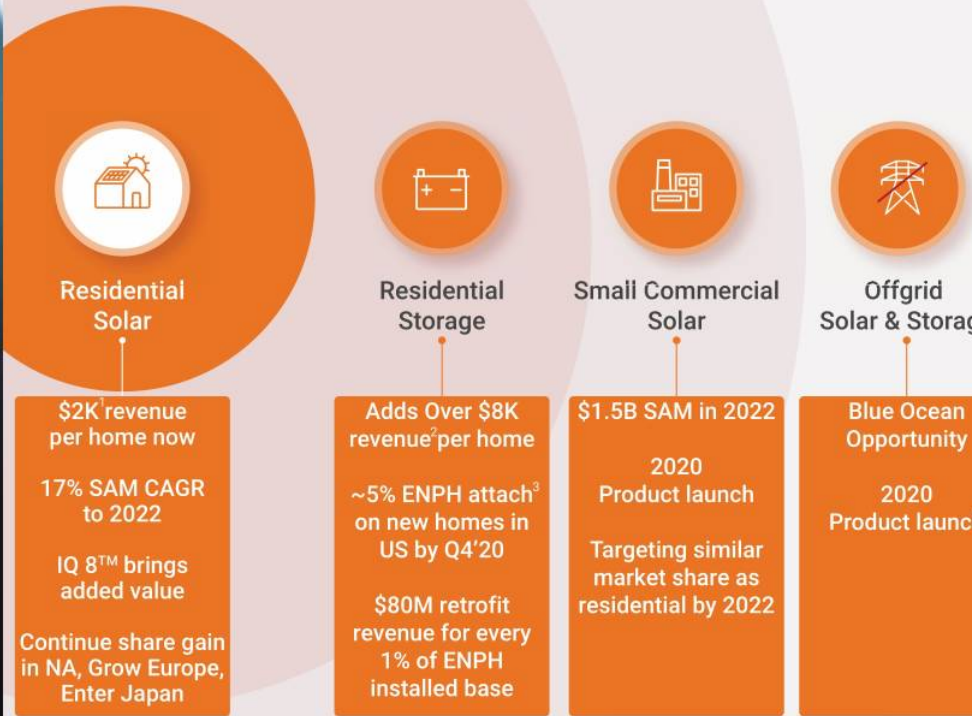 Residential
Solar
$2K¹ revenue
per home now
17% SAM CAGR
to 2022
IQ 8™ brings
added value
Continue share gain
in NA, Grow Europe,
Enter Japan
Residential
Storage
Adds Over $8K
revenue² per home
~5% ENPH attach³
on new homes in
US by Q4'20
$80M retrofit
revenue for every
1% of ENPH
installed base
Small Commercial
Solar
$1.5B SAM in 2022
2020
Product launch
Targeting similar
market share as
residential by 2022
Offgrid
Solar & Storag
Blue Ocean
Opportunity
2020
Product launc